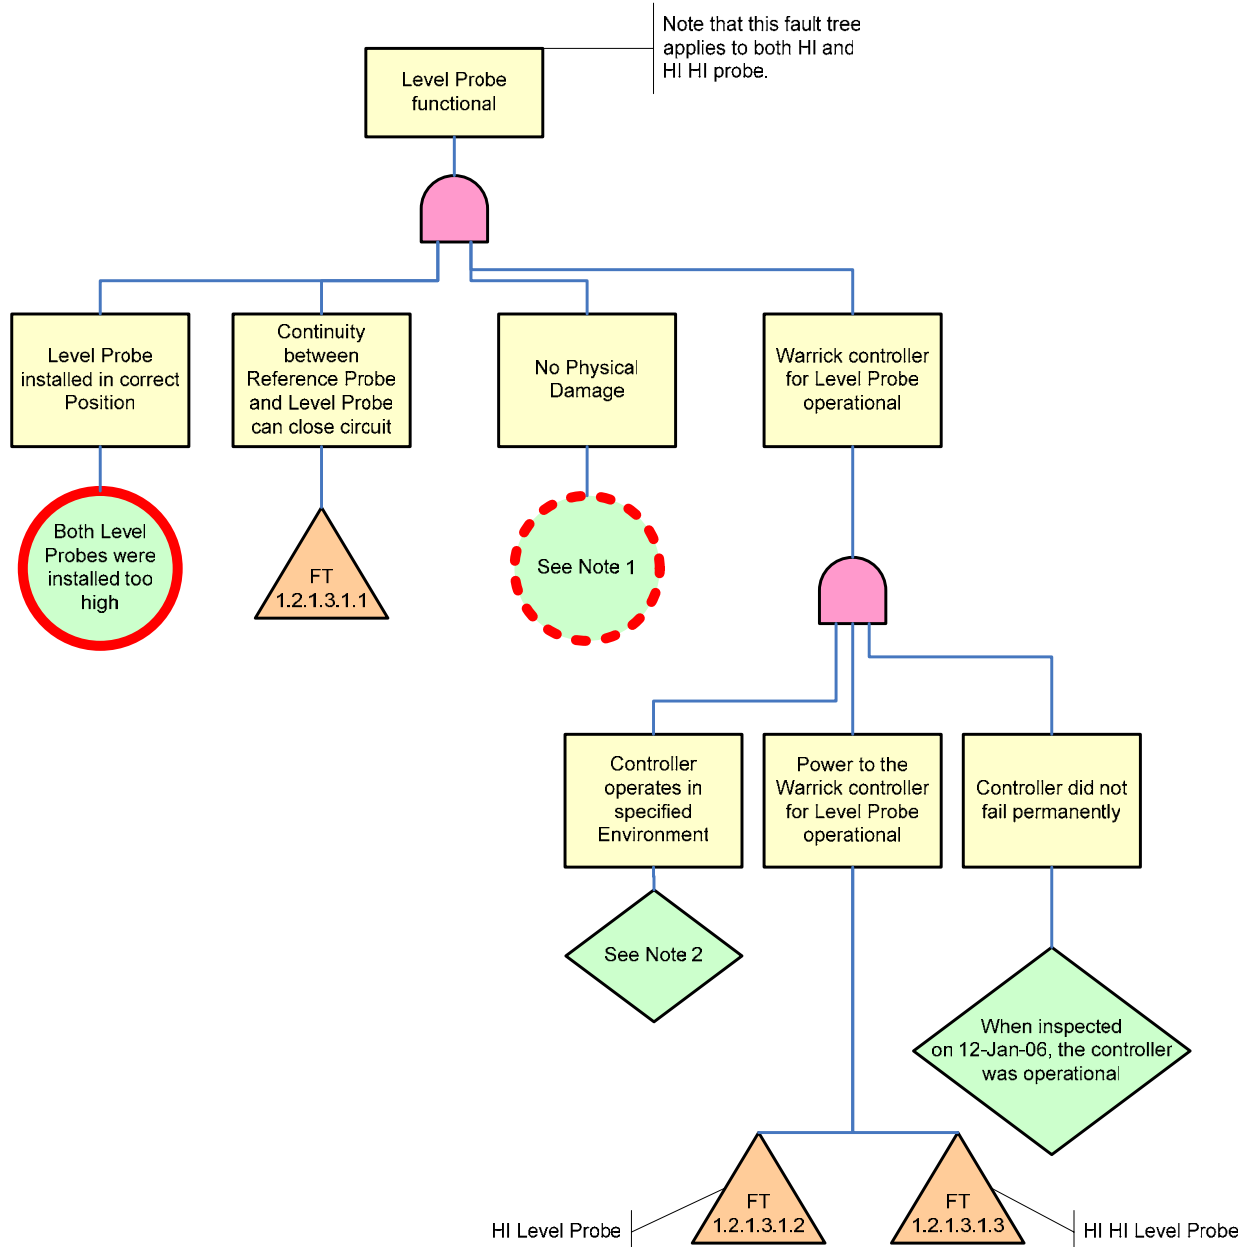 Note that this fault tree
applies to both HI and
HI HI probe.
Level Probe
functional
Level Probe
installed in correct
Position
Continuity
between
Reference Probe
and Level Probe
can close circuit
No Physical
Damage
Warrick controller
for Level Probe
operational
Both Level
Probes were
installed too
high
FT
1.2.1.3.1.1
See Note 1
Controller
operates in
specified
Environment
Power to the
Warrick controller
for Level Probe
operational
Controller did not
fail permanently
See Note 2
When inspected
on 12-Jan-06, the controller
was operational
HI Level Probe
FT
1.2.1.3.1.2
FT
1.2.1.3.1.3
HI HI Level Probe